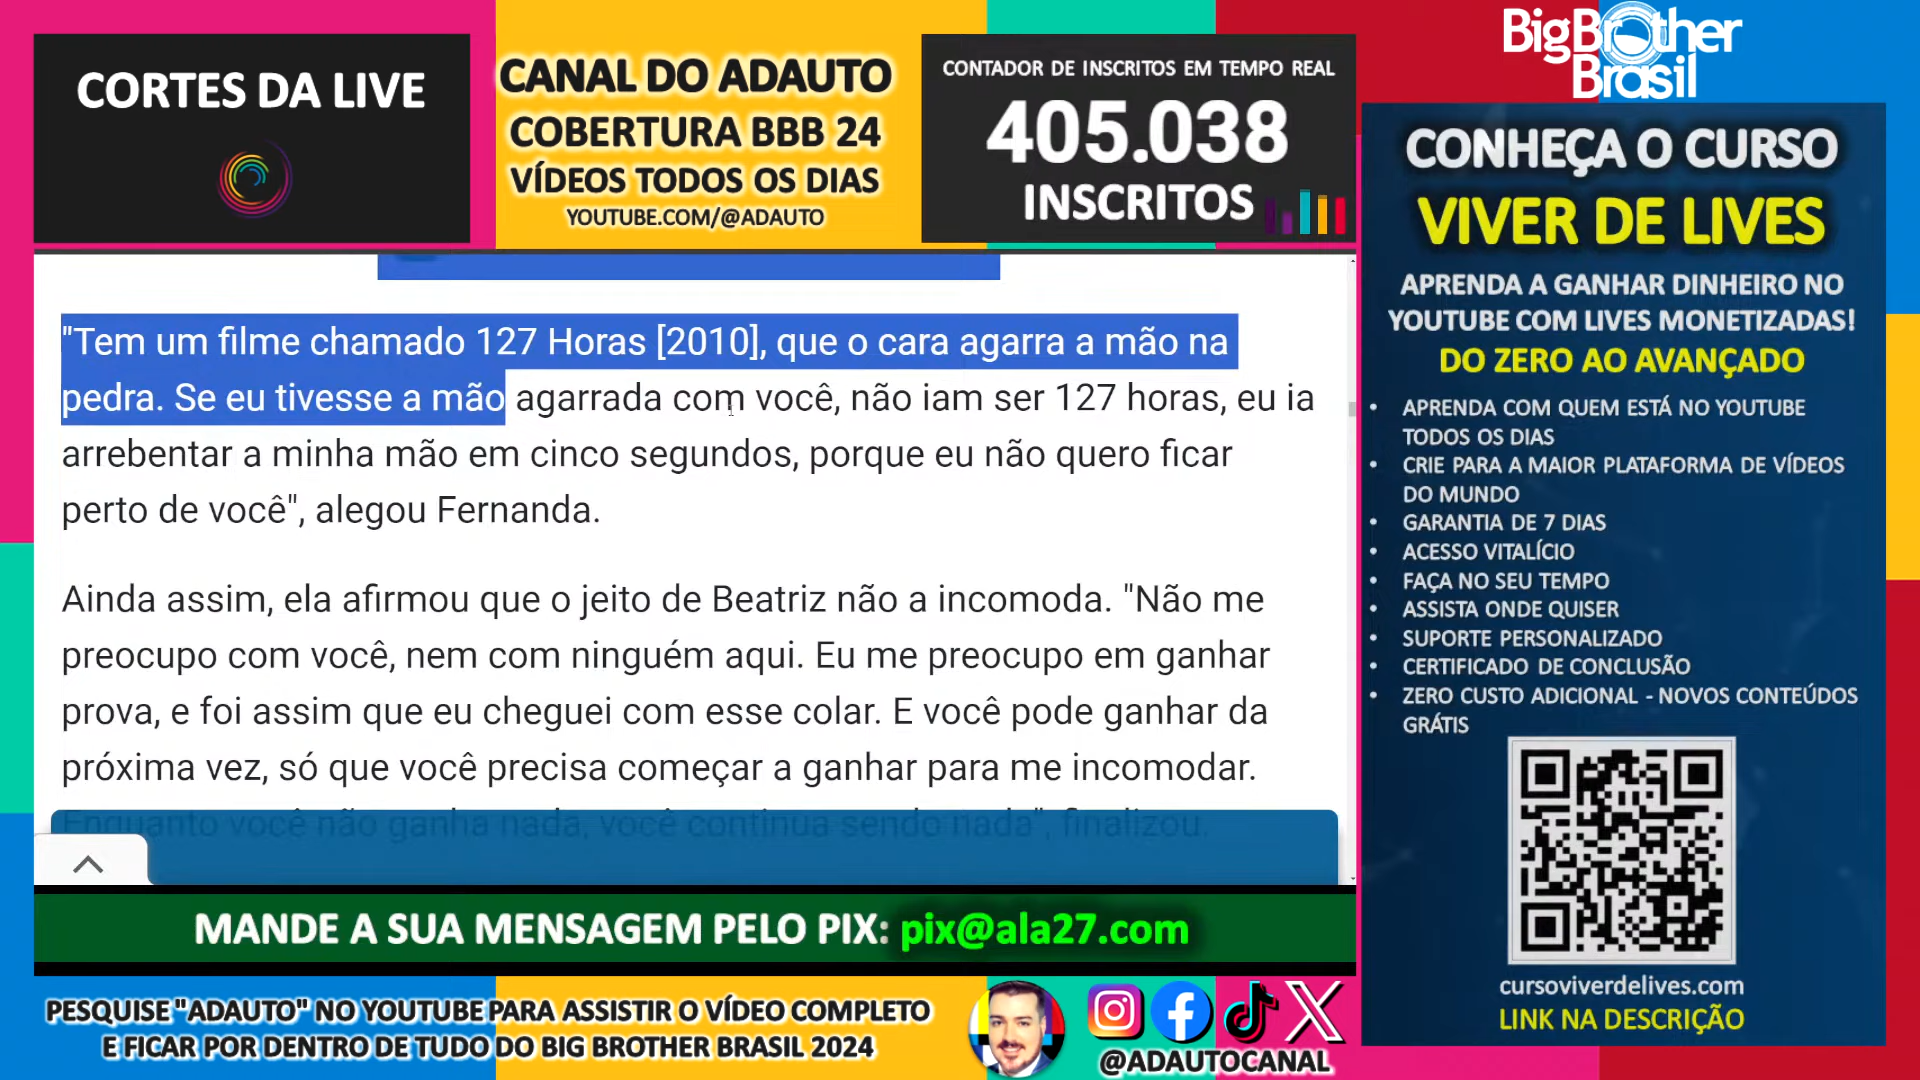 CORTES DA LIVE
CANAL DO ADAUTO
COBERTURA BBB 24
VÍDEOS TODOS OS DIAS
YOUTUBE.COM/@ADAUTO
CONTADOR DE INSCRITOS EM TEMPO REAL
405.038
INSCRITOS
BigBrother
Brasil
"Tem um filme chamado 127 Horas [2010], que o cara agarra a mão na
pedra. Se eu tivesse a mão agarrada com você, não iam ser 127 horas, eu ia
arrebentar a minha mão em cinco segundos, porque eu não quero ficar
perto de você", alegou Fernanda.
Ainda assim, ela afirmou que o jeito de Beatriz não a incomoda. "Não me
preocupo com você, nem com ninguém aqui. Eu me preocupo em ganhar
prova, e foi assim que eu cheguei com esse colar. E você pode ganhar da
próxima vez, só que você precisa começar a ganhar para me incomodar.
Enquanto você não ganha nada, você continua sendo nada", finalizou.
MANDE A SUA MENSAGEM PELO PIX: pix@ala27.com
PESQUISE "ADAUTO" NO YOUTUBE PARA ASSISTIR O VÍDEO COMPLETO
E FICAR POR DENTRO DE TUDO DO BIG BROTHER BRASIL 2024
@ADAUTOCANAL
CONHEÇA O CURSO
VIVER DE LIVES
APRENDA A GANHAR DINHEIRO NO
YOUTUBE COM LIVES MONETIZADAS!
DO ZERO AO AVANÇADO
• APRENDA COM QUEM ESTÁ NO YOUTUBE
TODOS OS DIAS
• CRIE PARA A MAIOR PLATAFORMA DE VÍDEOS
DO MUNDO
• GARANTIA DE 7 DIAS
• ACESSO VITALÍCIO
• FAÇA NO SEU TEMPO
• ASSISTA ONDE QUISER
• SUPORTE PERSONALIZADO
• CERTIFICADO DE CONCLUSÃO
• ZERO CUSTO ADICIONAL - NOVOS CONTEÚDOS
GRÁTIS
cursoviverdelives.com
LINK NA DESCRIÇÃO